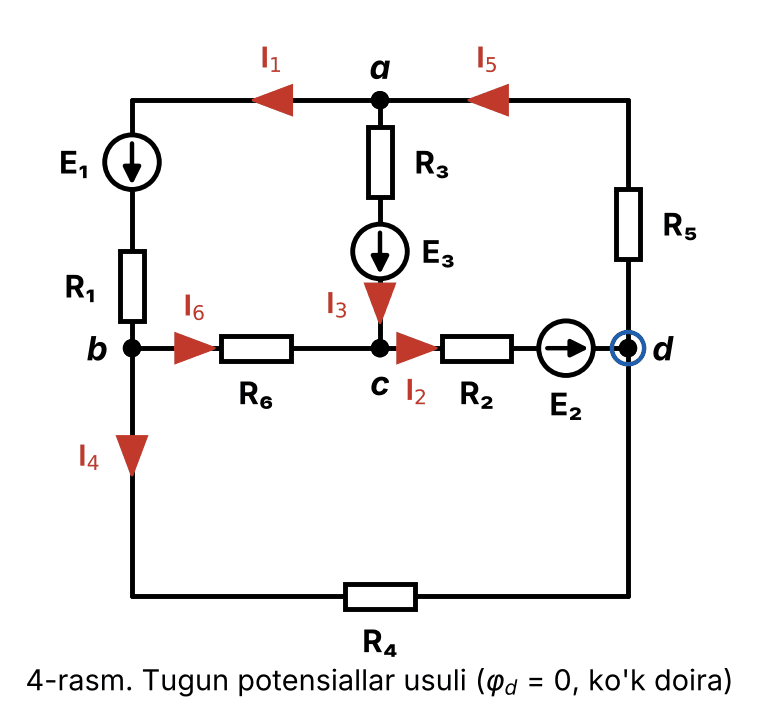 I₁
a
I₅
E₁
R₃
R₅
E₃
R₁
I₃
I₆
b
c
d
R₆
I₂
R₂
E₂
I₄
R₄
4-rasm. Tugun potensiallar usuli (φ_d = 0, ko'k doira)